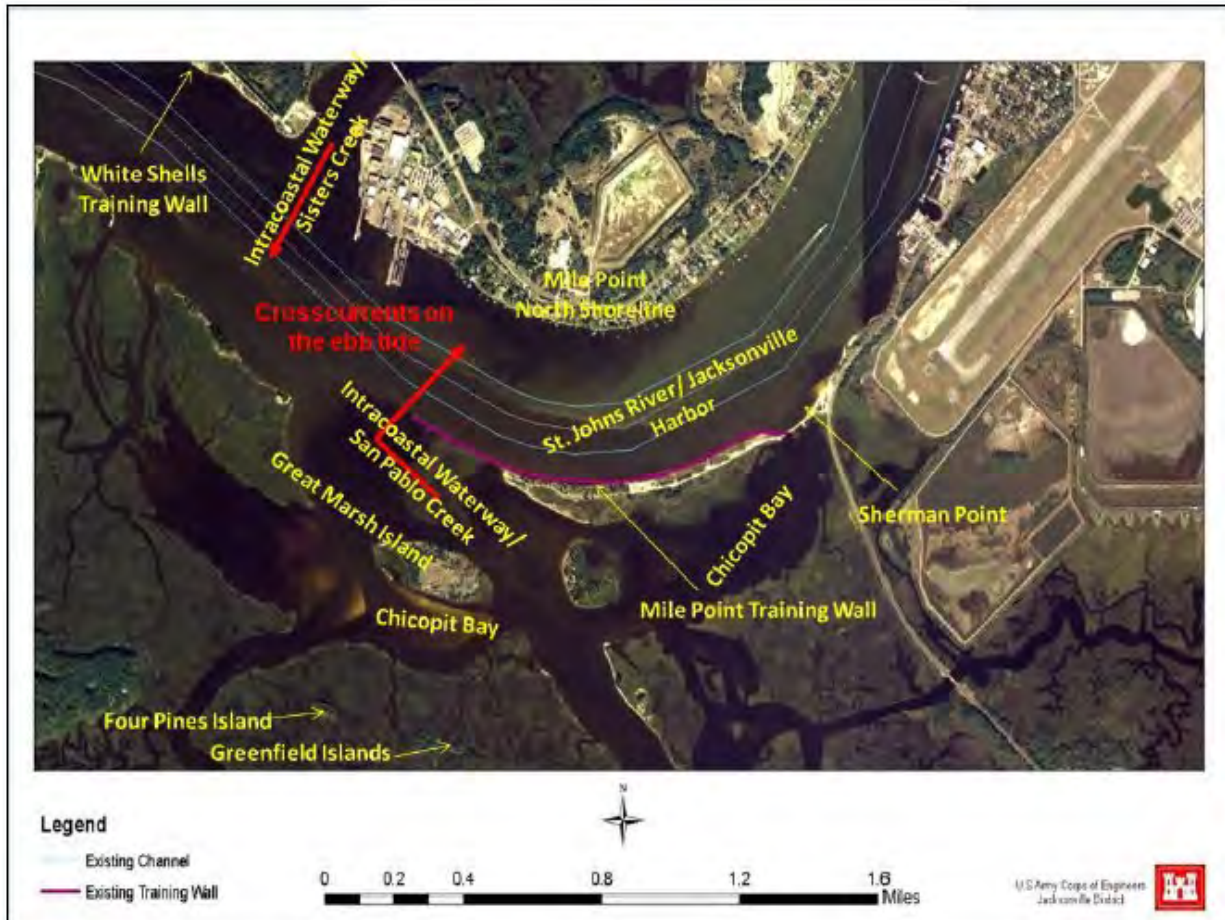 Intracoastal Waterway/
Sisters Creek
White Shells
Training Wall
Mile Point
North Shoreline
Crosscurrents on
the ebb tide
St. Johns River/ Jacksonville
Harbor
Intracoastal Waterway/
San Pablo Creek
Great Marsh Island
Chicopit Bay
Sherman Point
Mile Point Training Wall
Chicopit Bay
Four Pines Island
Greenfield Islands
N
Legend
Existing Channel
Existing Training Wall
0 0.2 0.4 0.8 1.2 1.6
Miles
U.S Army Corps of Engineers
Jacksonville District